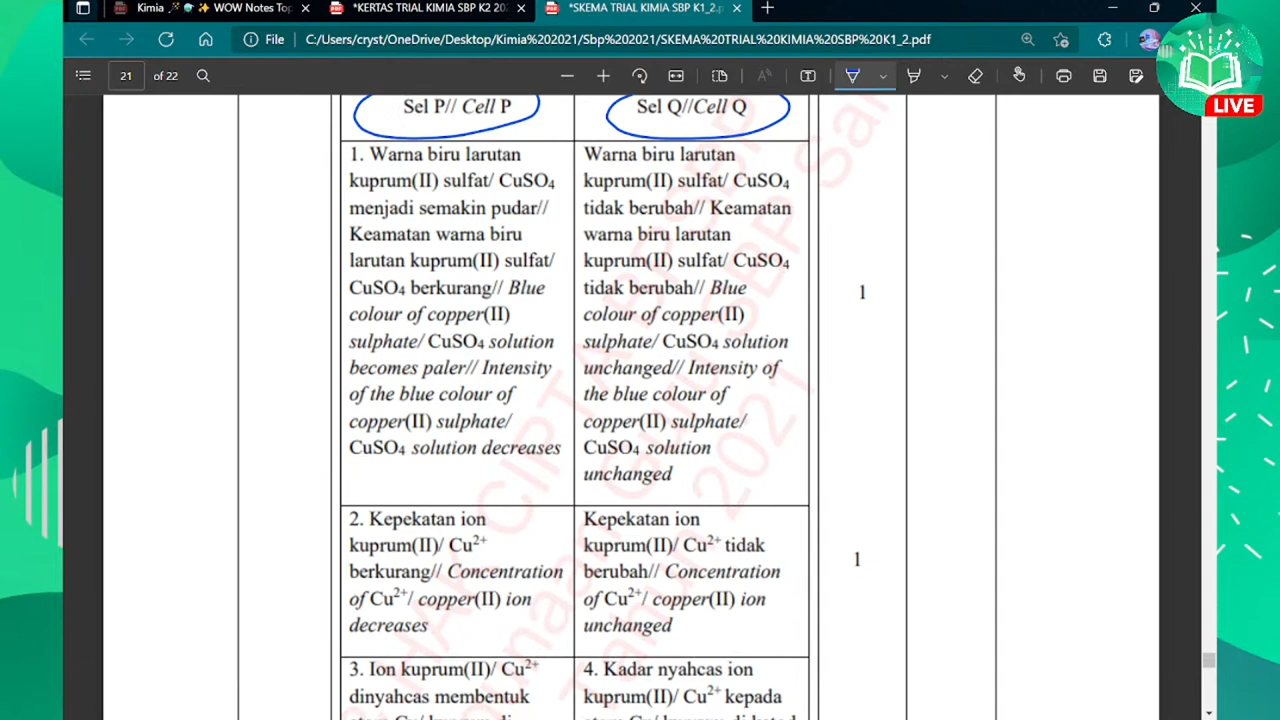 Kimia 🪄 🧑‍🎓 ✨ WOW Notes Top
*KERTAS TRIAL KIMIA SBP K2 202
*SKEMA TRIAL KIMIA SBP K1_2.pdf
File
C:/Users/cryst/OneDrive/Desktop/Kimia%202021/Sbp%202021/SKEMA%20TRIAL%20KIMIA%20SBP%20K1_2.pdf
LIVE
21 of 22
Sel P// Cell P
Sel Q//Cell Q
1. Warna biru larutan
kuprum(II) sulfat/ CuSO₄
menjadi semakin pudar//
Keamatan warna biru
larutan kuprum(II) sulfat/
CuSO₄ berkurang// Blue
colour of copper(II)
sulphate/ CuSO₄ solution
becomes paler// Intensity
of the blue colour of
copper(II) sulphate/
CuSO₄ solution decreases
Warna biru larutan
kuprum(II) sulfat/ CuSO₄
tidak berubah// Keamatan
warna biru larutan
kuprum(II) sulfat/ CuSO₄
tidak berubah// Blue
colour of copper(II)
sulphate/ CuSO₄ solution
unchanged// Intensity of
the blue colour of
copper(II) sulphate/
CuSO₄ solution
unchanged
1
2. Kepekatan ion
kuprum(II)/ Cu²⁺
berkurang// Concentration
of Cu²⁺/ copper(II) ion
decreases
Kepekatan ion
kuprum(II)/ Cu²⁺ tidak
berubah// Concentration
of Cu²⁺/ copper(II) ion
unchanged
1
3. Ion kuprum(II)/ Cu²⁺
dinyahcas membentuk
4. Kadar nyahcas ion
kuprum(II)/ Cu²⁺ kepada